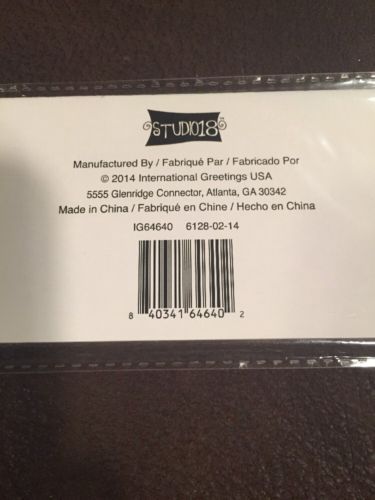 STUDIO18
Manufactured By / Fabriqué Par / Fabricado Por
© 2014 International Greetings USA
5555 Glenridge Connector, Atlanta, GA 30342
Made in China / Fabriqué en Chine / Hecho en China
IG64640 6128-02-14
8 40341 64640 2